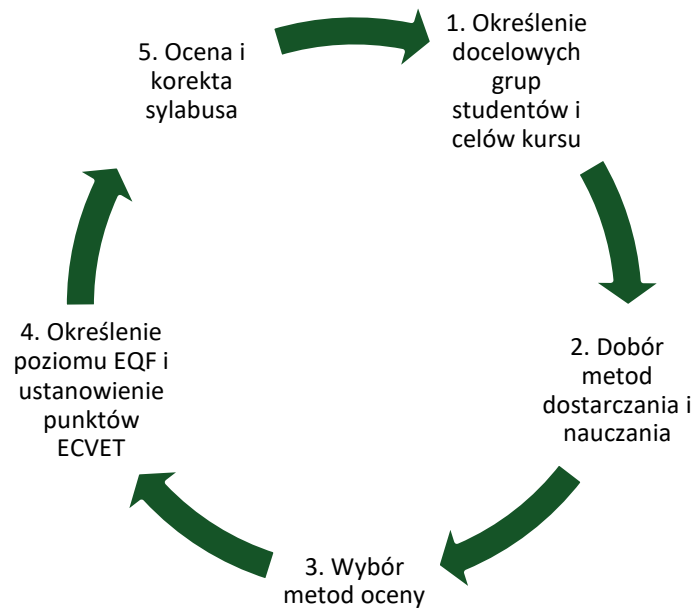 1. Określenie
docelowych
grup
studentów i
celów kursu
2. Dobór
metod
dostarczania i
nauczania
3. Wybór
metod oceny
4. Określenie
poziomu EQF i
ustanowienie
punktów
ECVET
5. Ocena i
korekta
sylabusa